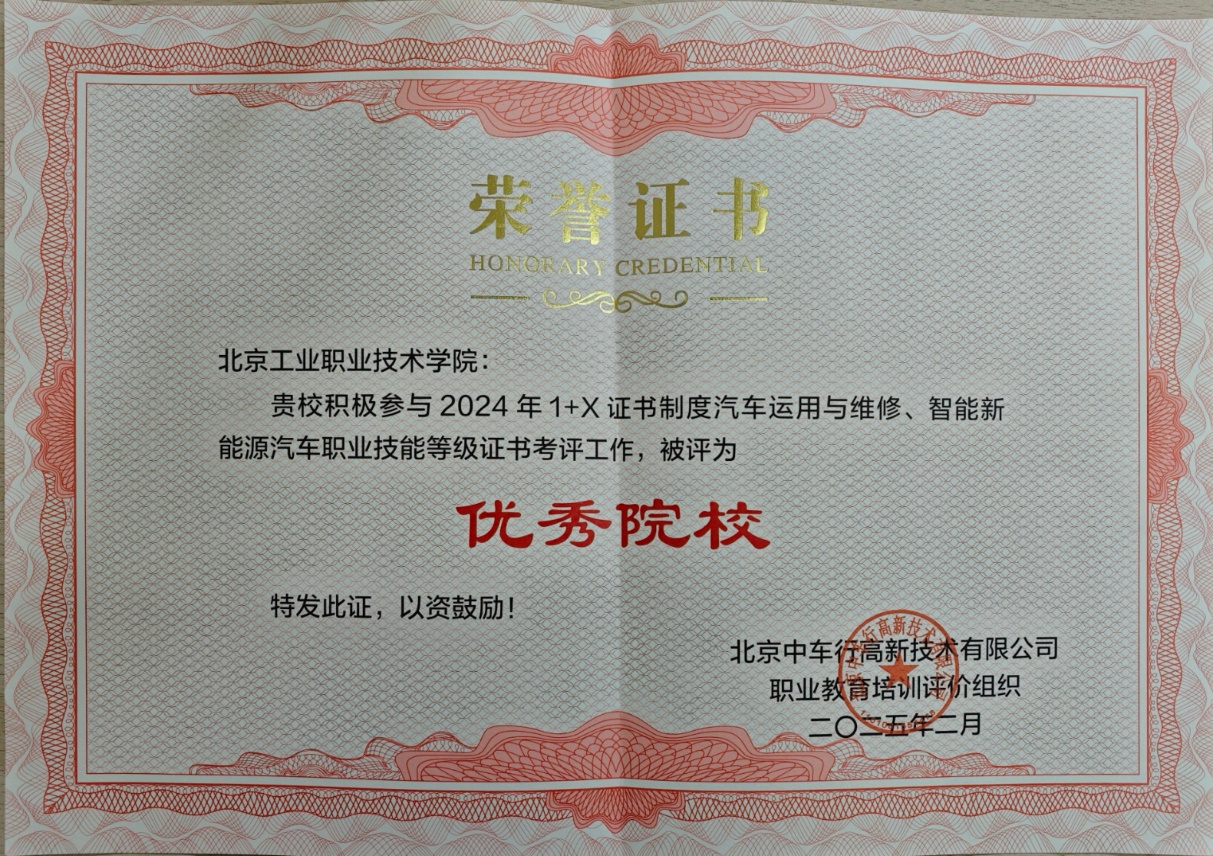 荣誉证书
HONORARY CREDENTIAL
北京工业职业技术学院：
贵校积极参与2024年1+X证书制度汽车运用与维修、智能新
能源汽车职业技能等级证书考评工作，被评为
优秀院校
特发此证，以资鼓励！
北京中车行高新技术有限公司
职业教育培训评价组织
二〇二五年二月